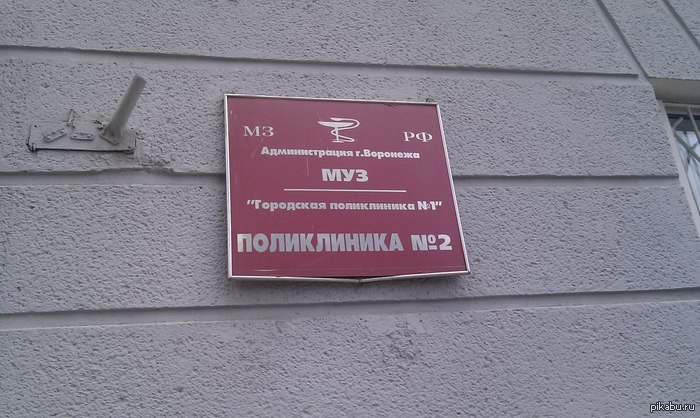 МЗ РФ
Администрация г.Воронежа
МУЗ
"Городская поликлиника №1"
ПОЛИКЛИНИКА №2
pikabu.ru